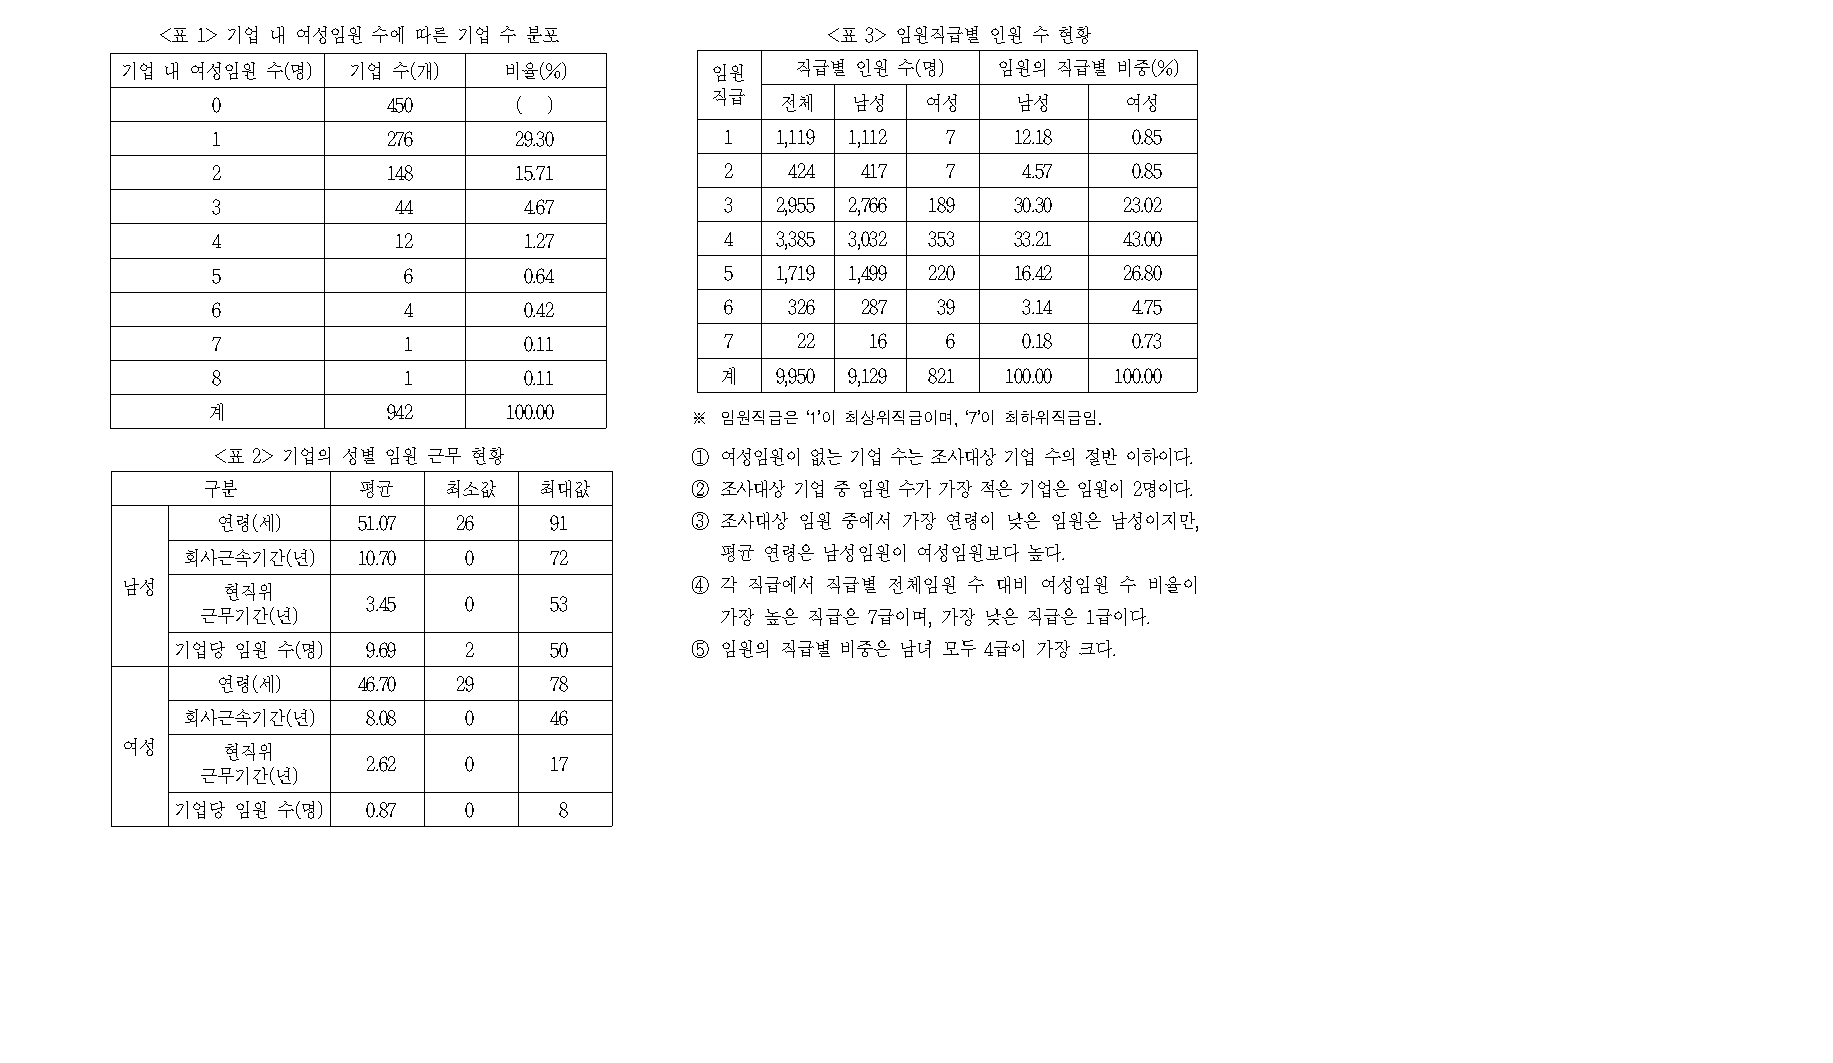 <표 1> 기업 내 여성임원 수에 따른 기업 수 분포
기업 내 여성임원 수(명) 기업 수(개) 비율(%)
0 450 ( )
1 276 29.30
2 148 15.71
3 44 4.67
4 12 1.27
5 6 0.64
6 4 0.42
7 1 0.11
8 1 0.11
계 942 100.00
<표 2> 기업의 성별 임원 근무 현황
구분 평균 최소값 최대값
남성
연령(세) 51.07 26 91
회사근속기간(년) 10.70 0 72
현직위
근무기간(년) 3.45 0 53
기업당 임원 수(명) 9.69 2 50
여성
연령(세) 46.70 29 78
회사근속기간(년) 8.08 0 46
현직위
근무기간(년) 2.62 0 17
기업당 임원 수(명) 0.87 0 8
<표 3> 임원직급별 인원 수 현황
임원
직급
직급별 인원 수(명) 임원의 직급별 비중(%)
전체 남성 여성 남성 여성
1 1,119 1,112 7 12.18 0.85
2 424 417 7 4.57 0.85
3 2,955 2,766 189 30.30 23.02
4 3,385 3,032 353 33.21 43.00
5 1,719 1,499 220 16.42 26.80
6 326 287 39 3.14 4.75
7 22 16 6 0.18 0.73
계 9,950 9,129 821 100.00 100.00
※ 임원직급은 ‘1’이 최상위직급이며, ‘7’이 최하위직급임.
① 여성임원이 없는 기업 수는 조사대상 기업 수의 절반 이하이다.
② 조사대상 기업 중 임원 수가 가장 적은 기업은 임원이 2명이다.
③ 조사대상 임원 중에서 가장 연령이 낮은 임원은 남성이지만,
평균 연령은 남성임원이 여성임원보다 높다.
④ 각 직급에서 직급별 전체임원 수 대비 여성임원 수 비율이
가장 높은 직급은 7급이며, 가장 낮은 직급은 1급이다.
⑤ 임원의 직급별 비중은 남녀 모두 4급이 가장 크다.